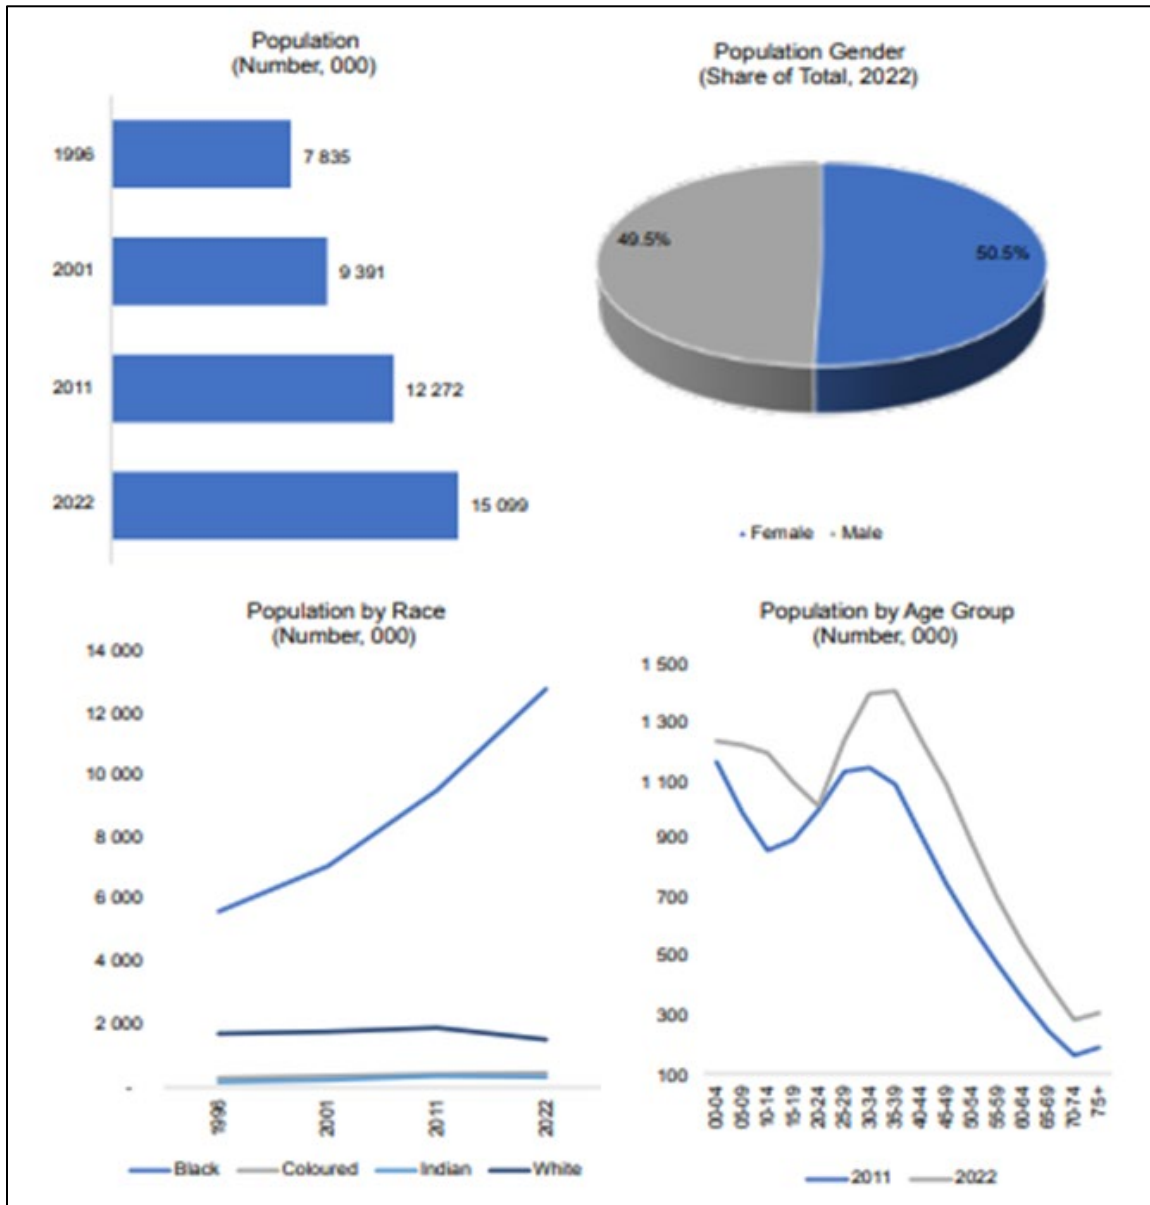 Population
(Number, 000)
1996
7 835
2001
9 391
2011
12 272
2022
15 099
Population Gender
(Share of Total, 2022)
49.5%
50.5%
Female Male
Population by Race
(Number, 000)
14 000
12 000
10 000
8 000
6 000
4 000
2 000
-
1996 2001 2011 2022
Black Coloured Indian White
Population by Age Group
(Number, 000)
1 500
1 300
1 100
900
700
500
300
100
00-04 05-09 10-14 15-19 20-24 25-29 30-34 35-39 40-44 45-49 50-54 55-59 60-64 65-69 70-74 75+
2011 2022